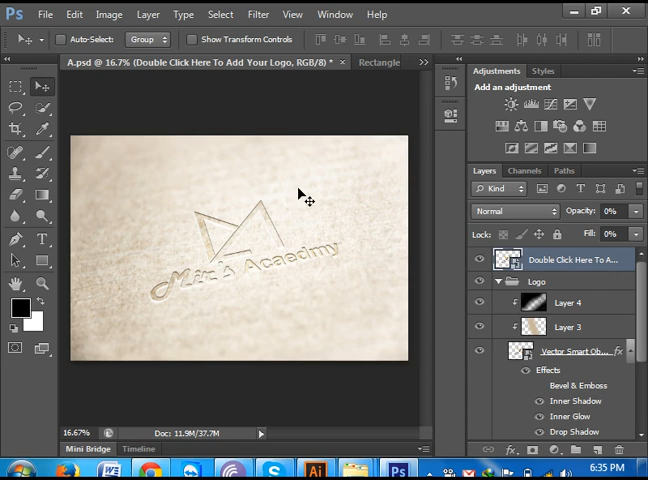 Ps File Edit Image Layer Type Select Filter View Window Help
Auto-Select: Group Show Transform Controls
A.psd @ 16.7% (Double Click Here To Add Your Logo, RGB/8) * × Rectangle
Adjustments Styles
Add an adjustment
Layers Channels Paths
Kind
Normal Opacity: 0%
Lock: Fill: 0%
Double Click Here To A...
Logo
Layer 4
Layer 3
Vector Smart Ob... fx
Effects
Bevel & Emboss
Inner Shadow
Inner Glow
Drop Shadow
Mir's Acaedmy
16.67% Doc: 11.9M/37.7M
Mini Bridge Timeline
fx
W S Ai Ps 6:35 PM